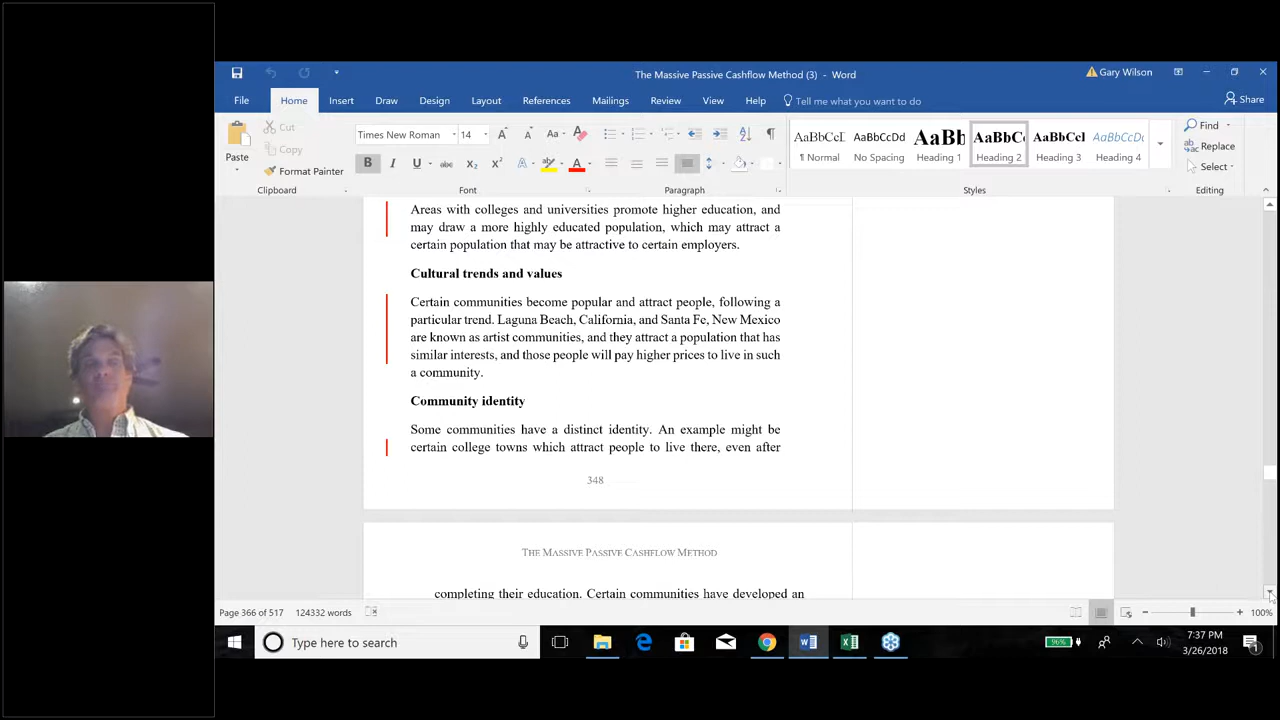 The Massive Passive Cashflow Method (3) - Word
Gary Wilson
File Home Insert Draw Design Layout References Mailings Review View Help Tell me what you want to do
Share
Paste
Cut
Copy
Format Painter
Clipboard
Times New Roman 14
Font
Paragraph
AaBbCcI AaBbCcDd AaBb AaBbC AaBbCcI AaBbCcDd
¶ Normal No Spacing Heading 1 Heading 2 Heading 3 Heading 4
Styles
Find
Replace
Select
Editing
Areas with colleges and universities promote higher education, and
may draw a more highly educated population, which may attract a
certain population that may be attractive to certain employers.
Cultural trends and values
Certain communities become popular and attract people, following a
particular trend. Laguna Beach, California, and Santa Fe, New Mexico
are known as artist communities, and they attract a population that has
similar interests, and those people will pay higher prices to live in such
a community.
Community identity
Some communities have a distinct identity. An example might be
certain college towns which attract people to live there, even after
348
THE MASSIVE PASSIVE CASHFLOW METHOD
completing their education. Certain communities have developed an
Page 366 of 517 124332 words
100%
Type here to search
96%
7:37 PM
3/26/2018
1